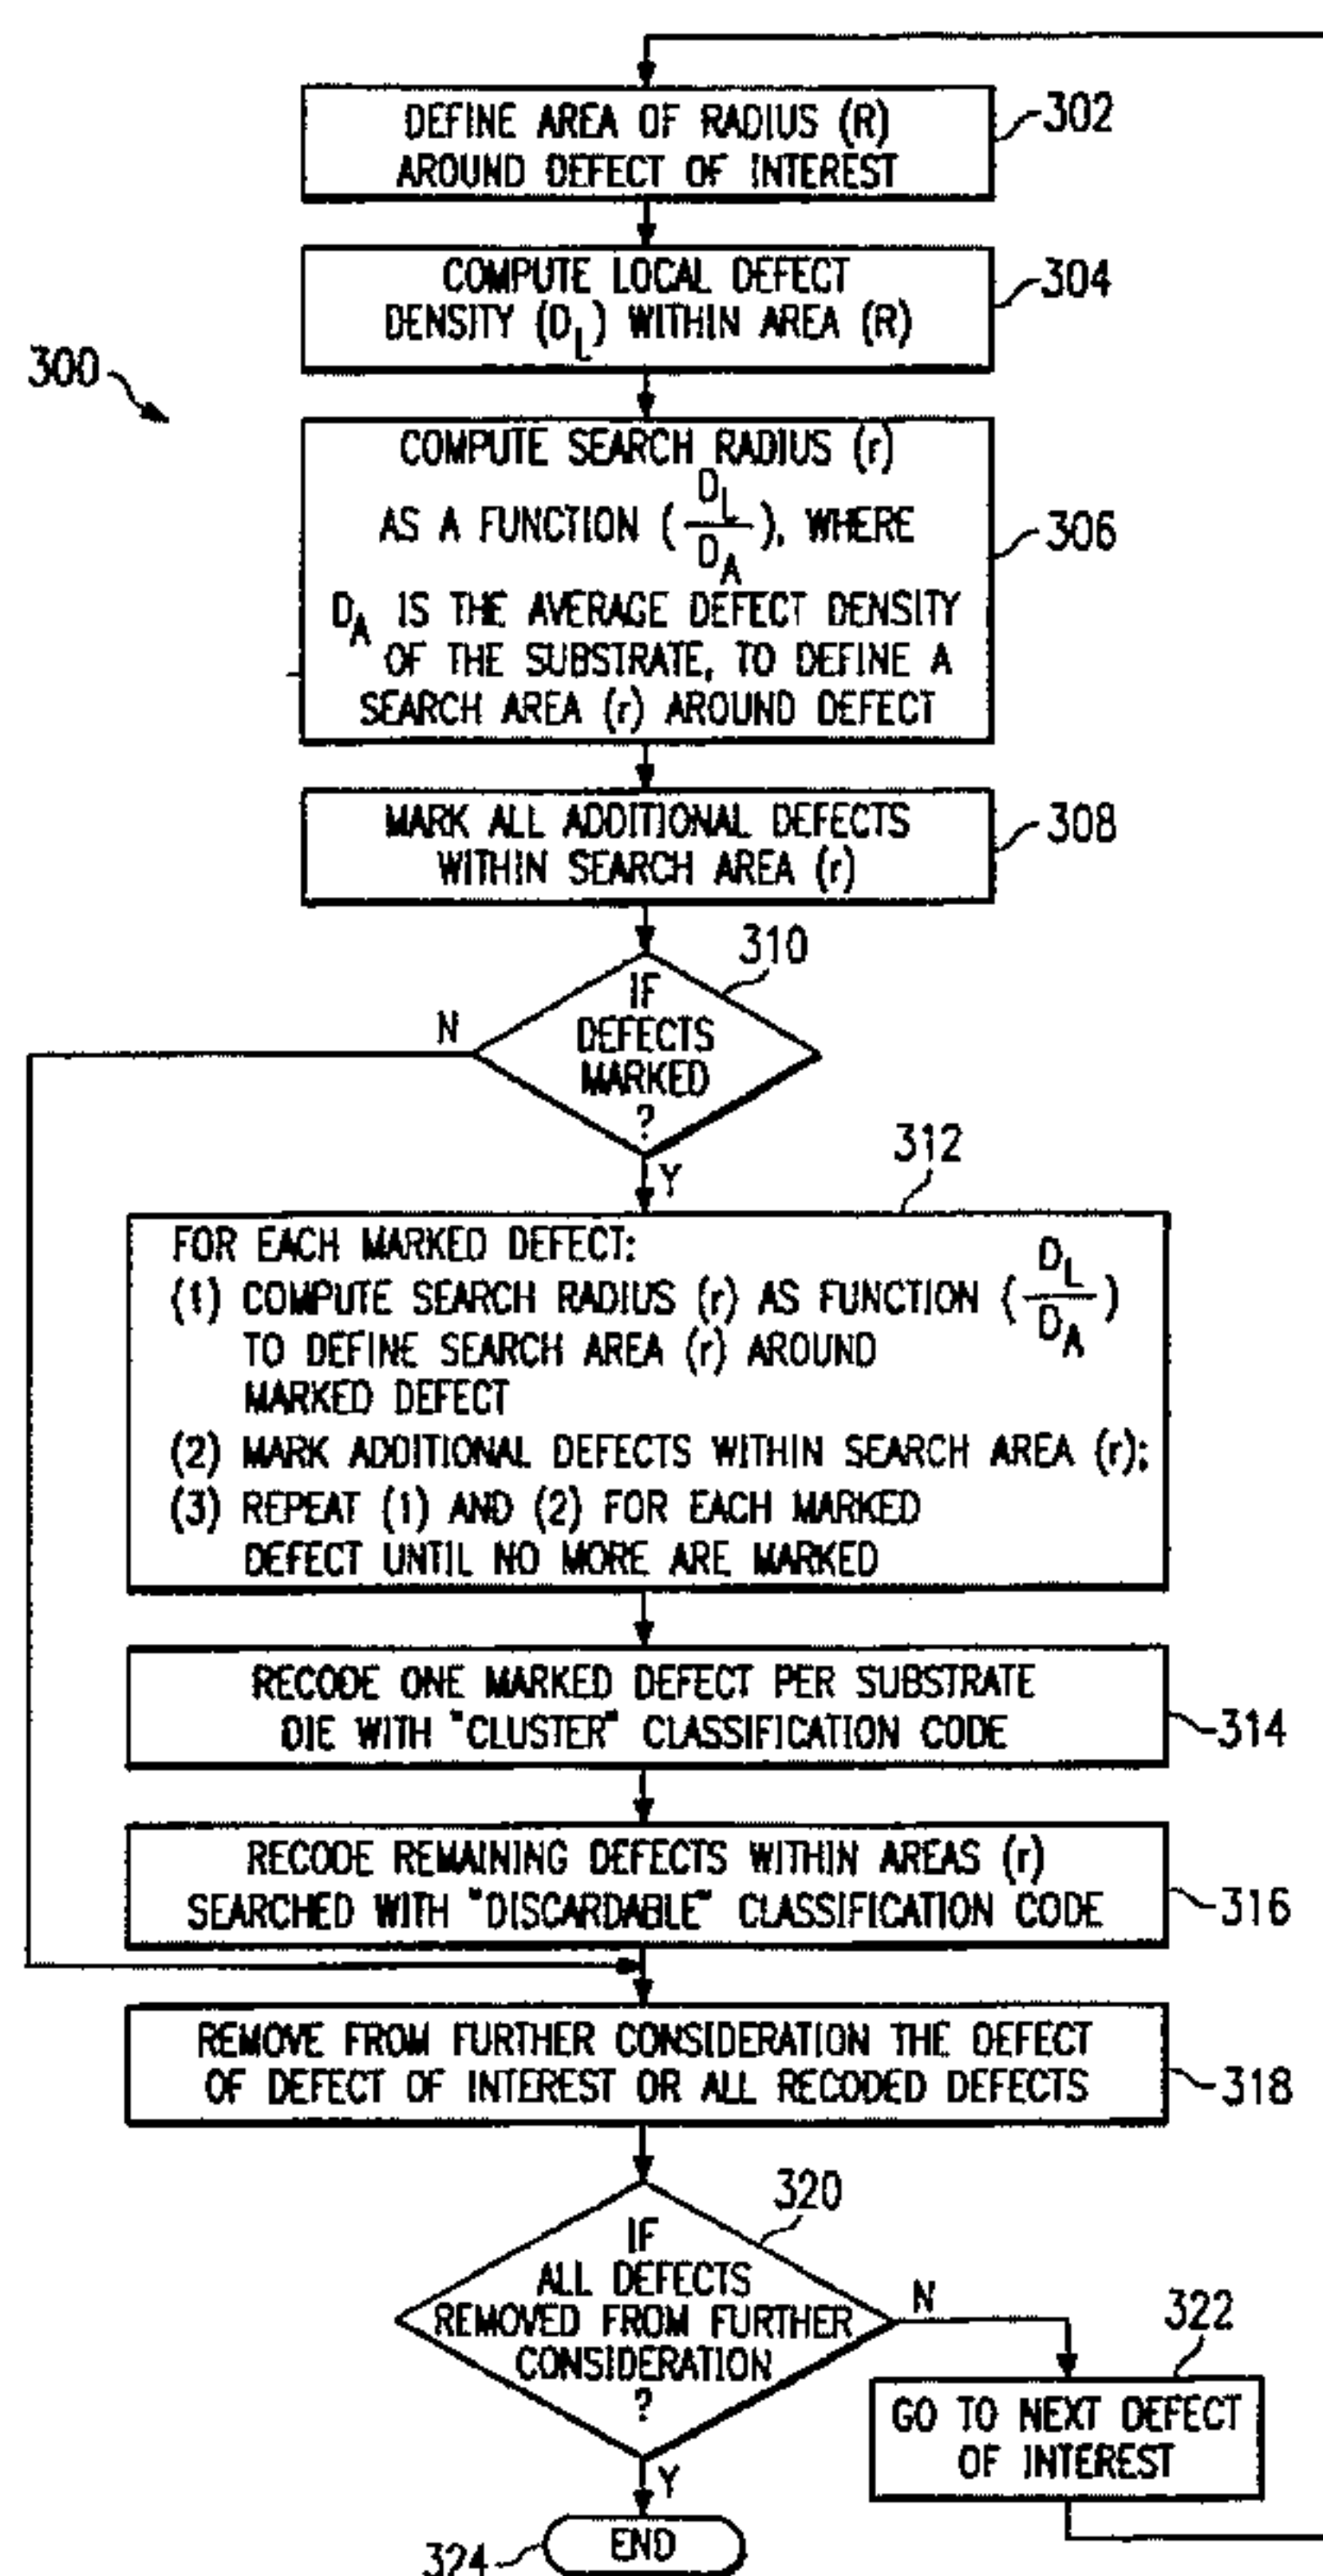 DEFINE AREA OF RADIUS (R)
AROUND DEFECT OF INTEREST
302
COMPUTE LOCAL DEFECT
DENSITY (D_L) WITHIN AREA (R)
304
300
COMPUTE SEARCH RADIUS (r)
AS A FUNCTION (D_L/D_A), WHERE
D_A IS THE AVERAGE DEFECT DENSITY
OF THE SUBSTRATE, TO DEFINE A
SEARCH AREA (r) AROUND DEFECT
306
MARK ALL ADDITIONAL DEFECTS
WITHIN SEARCH AREA (r)
308
310
IF
DEFECTS
MARKED
?
N
Y
312
FOR EACH MARKED DEFECT:
(1) COMPUTE SEARCH RADIUS (r) AS FUNCTION (D_L/D_A)
TO DEFINE SEARCH AREA (r) AROUND
MARKED DEFECT
(2) MARK ADDITIONAL DEFECTS WITHIN SEARCH AREA (r);
(3) REPEAT (1) AND (2) FOR EACH MARKED
DEFECT UNTIL NO MORE ARE MARKED
RECODE ONE MARKED DEFECT PER SUBSTRATE
DIE WITH "CLUSTER" CLASSIFICATION CODE
314
RECODE REMAINING DEFECTS WITHIN AREAS (r)
SEARCHED WITH "DISCARDABLE" CLASSIFICATION CODE
316
REMOVE FROM FURTHER CONSIDERATION THE DEFECT
OF DEFECT OF INTEREST OR ALL RECODED DEFECTS
318
320
IF
ALL DEFECTS
REMOVED FROM FURTHER
CONSIDERATION
?
N
Y
322
GO TO NEXT DEFECT
OF INTEREST
END
324